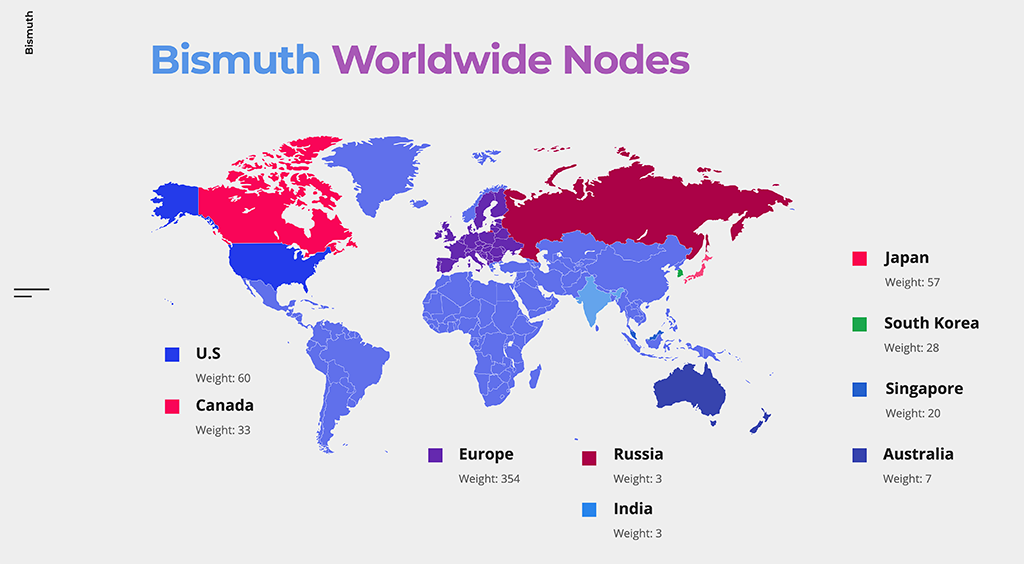 Bismuth
Bismuth Worldwide Nodes
U.S
Weight: 60
Canada
Weight: 33
Europe
Weight: 354
Russia
Weight: 3
India
Weight: 3
Japan
Weight: 57
South Korea
Weight: 28
Singapore
Weight: 20
Australia
Weight: 7